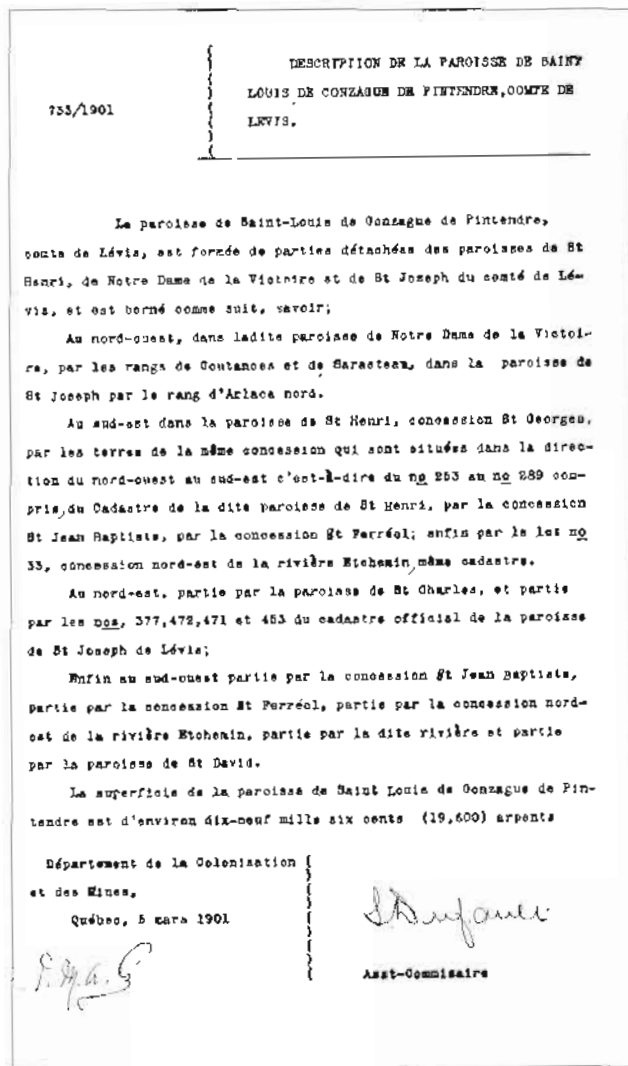 DESCRIPTION DE LA PAROISSE DE SAINT
LOUIS DE GONZAGUE DE PINTENDRE, COMTE DE
LEVIS.
733/1901
La paroisse de Saint-Louis de Gonzague de Pintendre,
comte de Lévis, est formée de parties détachées des paroisses de St
Henri, de Notre Dame de la Victoire et de St Joseph du comté de Lé-
vis, et est borné comme suit, savoir;
Au nord-ouest, dans ladite paroisse de Notre Dame de la Victoi-
re, par les rangs de Coutances et de Sarasteau, dans la paroisse de
St Joseph par le rang d'Arlaca nord.
Au sud-est dans la paroisse de St Henri, concession St Georges,
par les terres de la même concession qui sont situées dans la direc-
tion du nord-ouest au sud-est c'est-à-dire du no 253 au no 289 com-
pris, du Cadastre de la dite paroisse de St Henri, par la concession
St Jean Baptiste, par la concession St Ferréol; enfin par le lot no
33, concession nord-est de la rivière Etchemin, même cadastre.
Au nord-est, partie par la paroisse de St Charles, et partie
par les nos, 377,472,471 et 453 du cadastre officiel de la paroisse
de St Joseph de Lévis;
Enfin au sud-ouest partie par la concession St Jean Baptiste,
partie par la concession St Ferréol, partie par la concession nord-
est de la rivière Etchemin, partie par la dite rivière et partie
par la paroisse de St David.
La superficie de la paroisse de Saint Louis de Gonzague de Pin-
tendre est d'environ dix-neuf mille six cents (19,600) arpents
Département de la Colonisation
et des Mines,
Québec, 5 mars 1901
S. Dufault
Asst-Commisaire